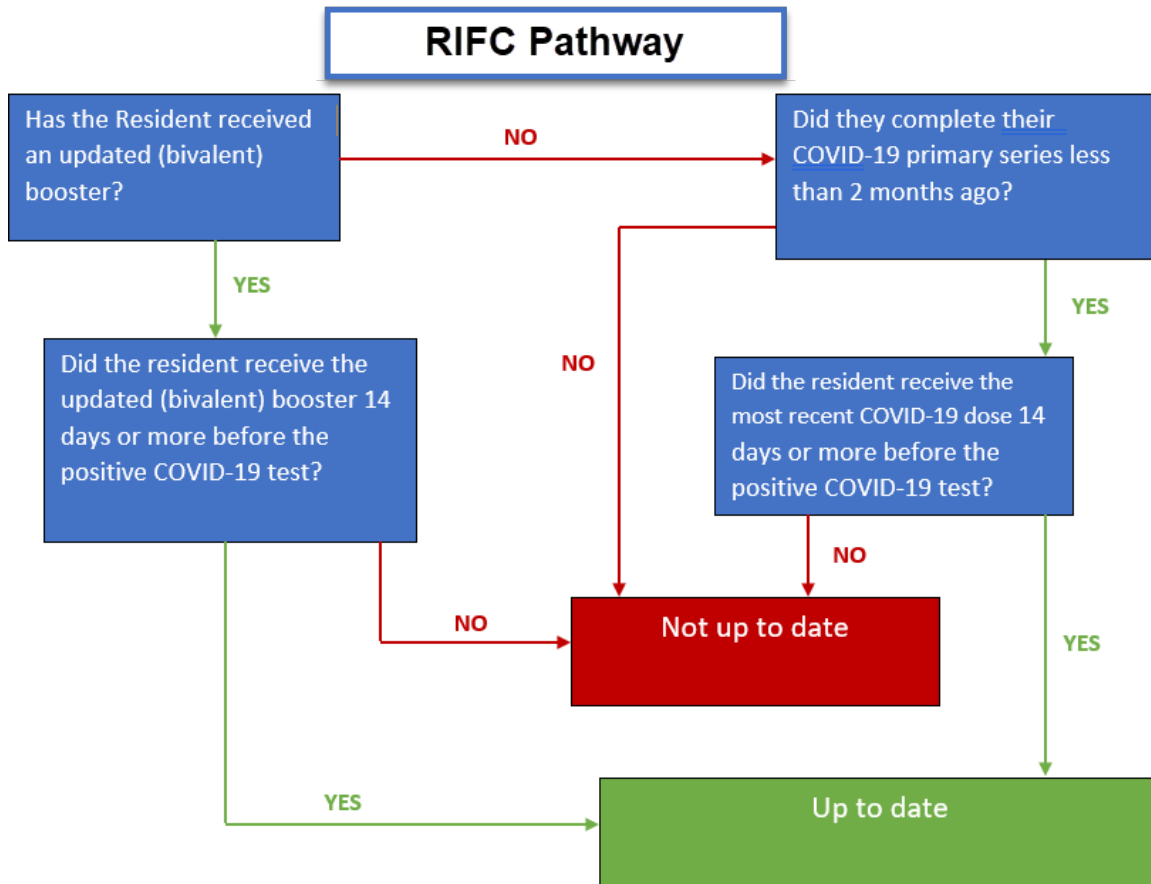 RIFC Pathway
Has the Resident received
an updated (bivalent)
booster?
NO
Did they complete their
COVID-19 primary series less
than 2 months ago?
YES
NO
YES
Did the resident receive the
updated (bivalent) booster 14
days or more before the
positive COVID-19 test?
Did the resident receive the
most recent COVID-19 dose 14
days or more before the
positive COVID-19 test?
NO
NO
Not up to date
YES
YES
Up to date